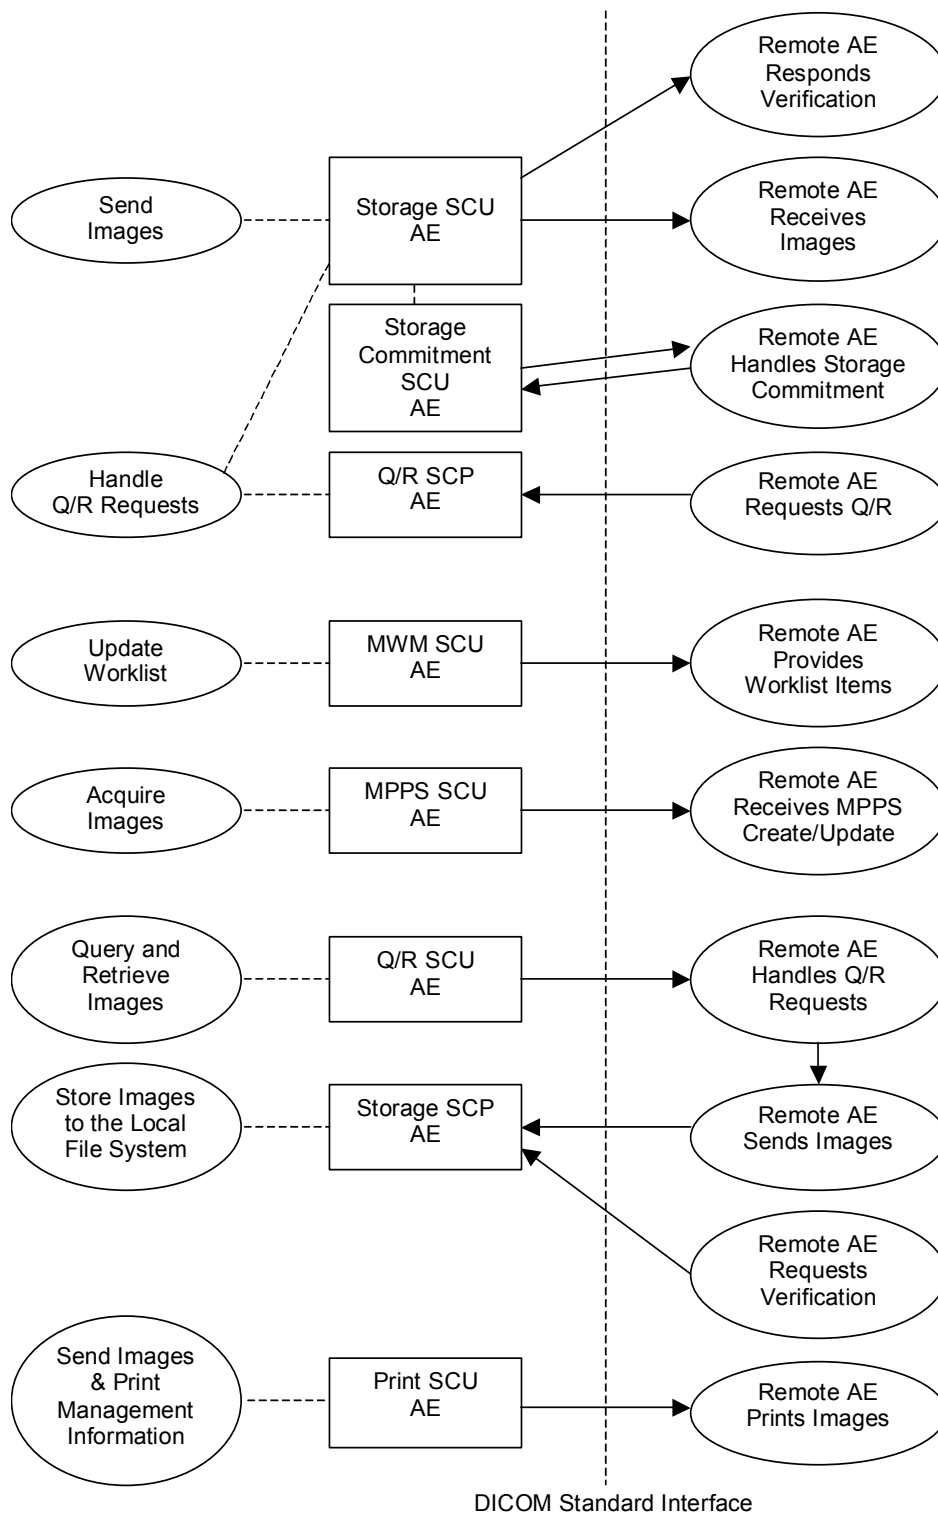 Remote AE
Responds
Verification
Send
Images
Storage SCU
AE
Remote AE
Receives
Images
Storage
Commitment
SCU
AE
Remote AE
Handles Storage
Commitment
Handle
Q/R Requests
Q/R SCP
AE
Remote AE
Requests Q/R
Update
Worklist
MWM SCU
AE
Remote AE
Provides
Worklist Items
Acquire
Images
MPPS SCU
AE
Remote AE
Receives MPPS
Create/Update
Query and
Retrieve
Images
Q/R SCU
AE
Remote AE
Handles Q/R
Requests
Store Images
to the Local
File System
Storage SCP
AE
Remote AE
Sends Images
Remote AE
Requests
Verification
Send Images
& Print
Management
Information
Print SCU
AE
Remote AE
Prints Images
DICOM Standard Interface